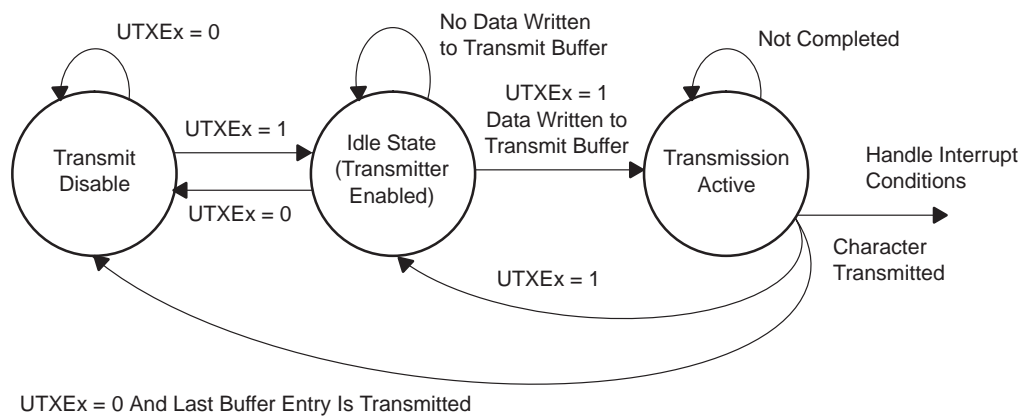 UTXEx = 0
No Data Written
to Transmit Buffer
Not Completed
UTXEx = 1
Data Written to
Transmit Buffer
Transmit
Disable
UTXEx = 1
UTXEx = 0
Idle State
(Transmitter
Enabled)
Transmission
Active
Handle Interrupt
Conditions
Character
Transmitted
UTXEx = 1
UTXEx = 0 And Last Buffer Entry Is Transmitted